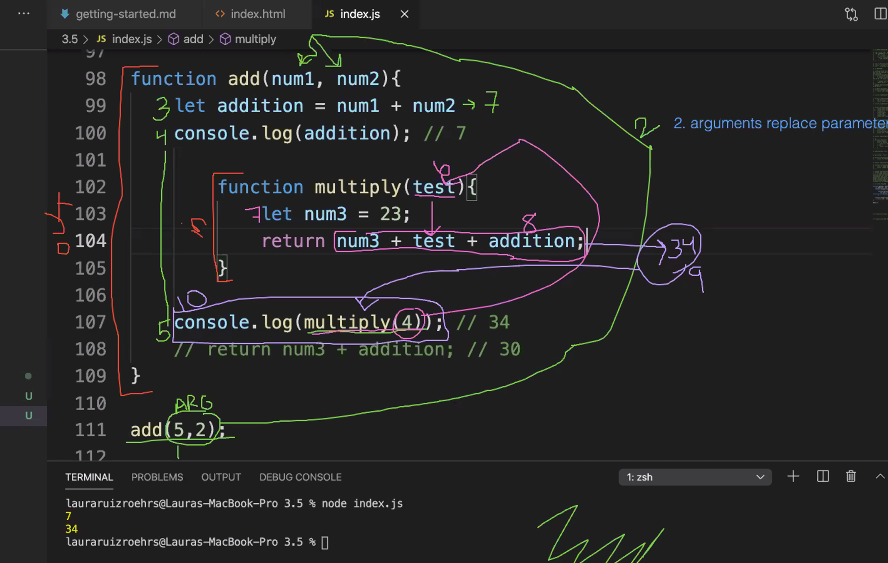 ... getting-started.md <> index.html JS index.js ×
3.5 > JS index.js > add > multiply
97
98 function add(num1, num2){
99 3 let addition = num1 + num2 → 7
2 2. arguments replace parameter
100 4 console.log(addition); // 7
101
102 function multiply(test){ 6
103 7 let num3 = 23; 8
104 return num3 + test + addition; 34
105 } 9
106 10
107 5 console.log(multiply(4)); // 34
108 // return num3 + addition; // 30
109 }
110 ARG
111 add(5,2);
112
U
U
TERMINAL PROBLEMS OUTPUT DEBUG CONSOLE 1: zsh
lauraruizroehrs@Lauras-MacBook-Pro 3.5 % node index.js
7
34
lauraruizroehrs@Lauras-MacBook-Pro 3.5 %